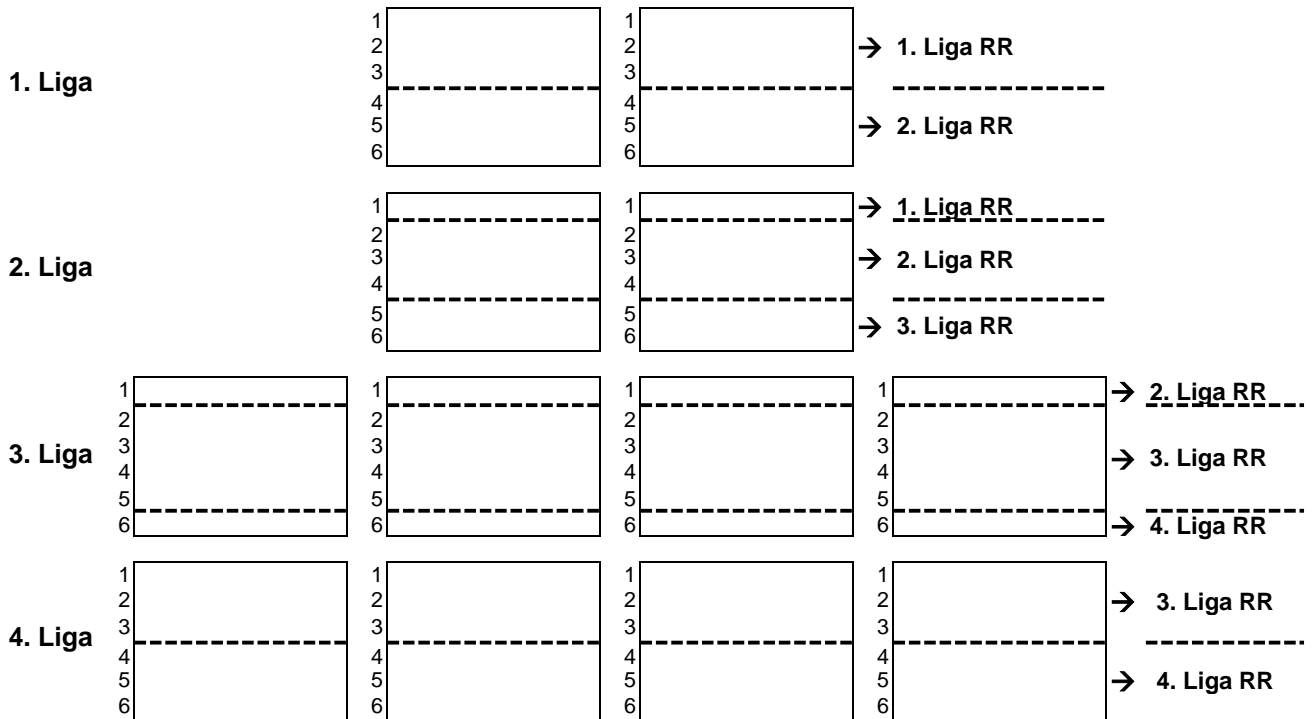 1 1
2 2 → 1. Liga RR
3 3
1. Liga
4 4
5 5 → 2. Liga RR
6 6
1 1 → 1. Liga RR
2 2
2. Liga 3 3 → 2. Liga RR
4 4
5 5
6 6 → 3. Liga RR
1 1 1 1 → 2. Liga RR
2 2 2 2
3. Liga 3 3 3 3 → 3. Liga RR
4 4 4 4
5 5 5 5
6 6 6 6 → 4. Liga RR
1 1 1 1
2 2 2 2 → 3. Liga RR
3 3 3 3
4. Liga
4 4 4 4
5 5 5 5 → 4. Liga RR
6 6 6 6